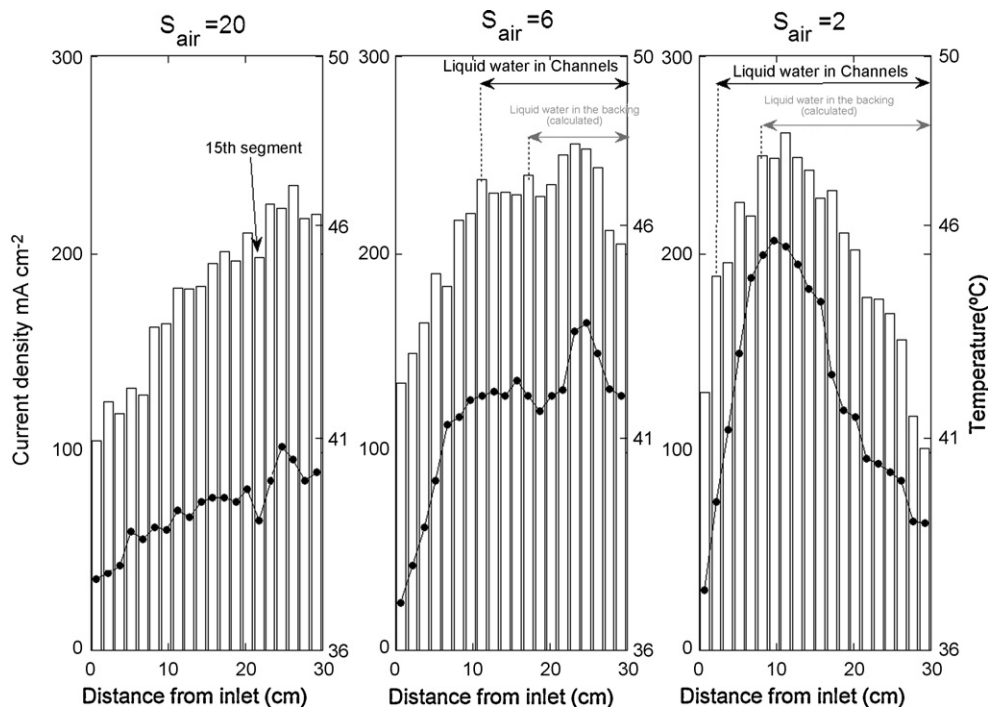 S air =20
S air =6
S air =2
300
50
300
50
300
50
Liquid water in Channels
Liquid water in Channels
Liquid water in the backing
(calculated)
Liquid water in the backing
(calculated)
15th segment
46
46
46
200
200
200
Current density mA cm-2
Temperature(ºC)
100
41
100
41
100
41
0
36
0
36
0
36
0
10
20
30
0
10
20
30
0
10
20
30
Distance from inlet (cm)
Distance from inlet (cm)
Distance from inlet (cm)